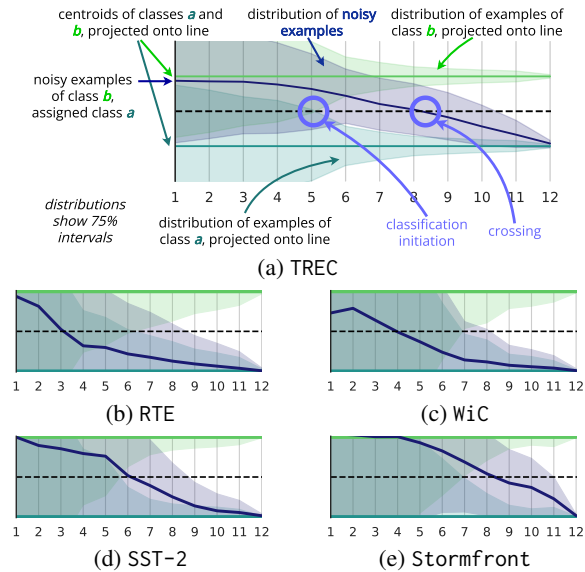 centroids of classes a and
b, projected onto line
distribution of noisy
examples
distribution of examples of
class b, projected onto line
noisy examples
of class b,
assigned class a
1 2 3 4 5 6 7 8 9 10 11 12
distributions
show 75%
intervals
distribution of examples of
class a, projected onto line
classification
initiation
crossing
(a) TREC
1 2 3 4 5 6 7 8 9 10 11 12
(b) RTE
1 2 3 4 5 6 7 8 9 10 11 12
(c) WiC
1 2 3 4 5 6 7 8 9 10 11 12
(d) SST-2
1 2 3 4 5 6 7 8 9 10 11 12
(e) Stormfront